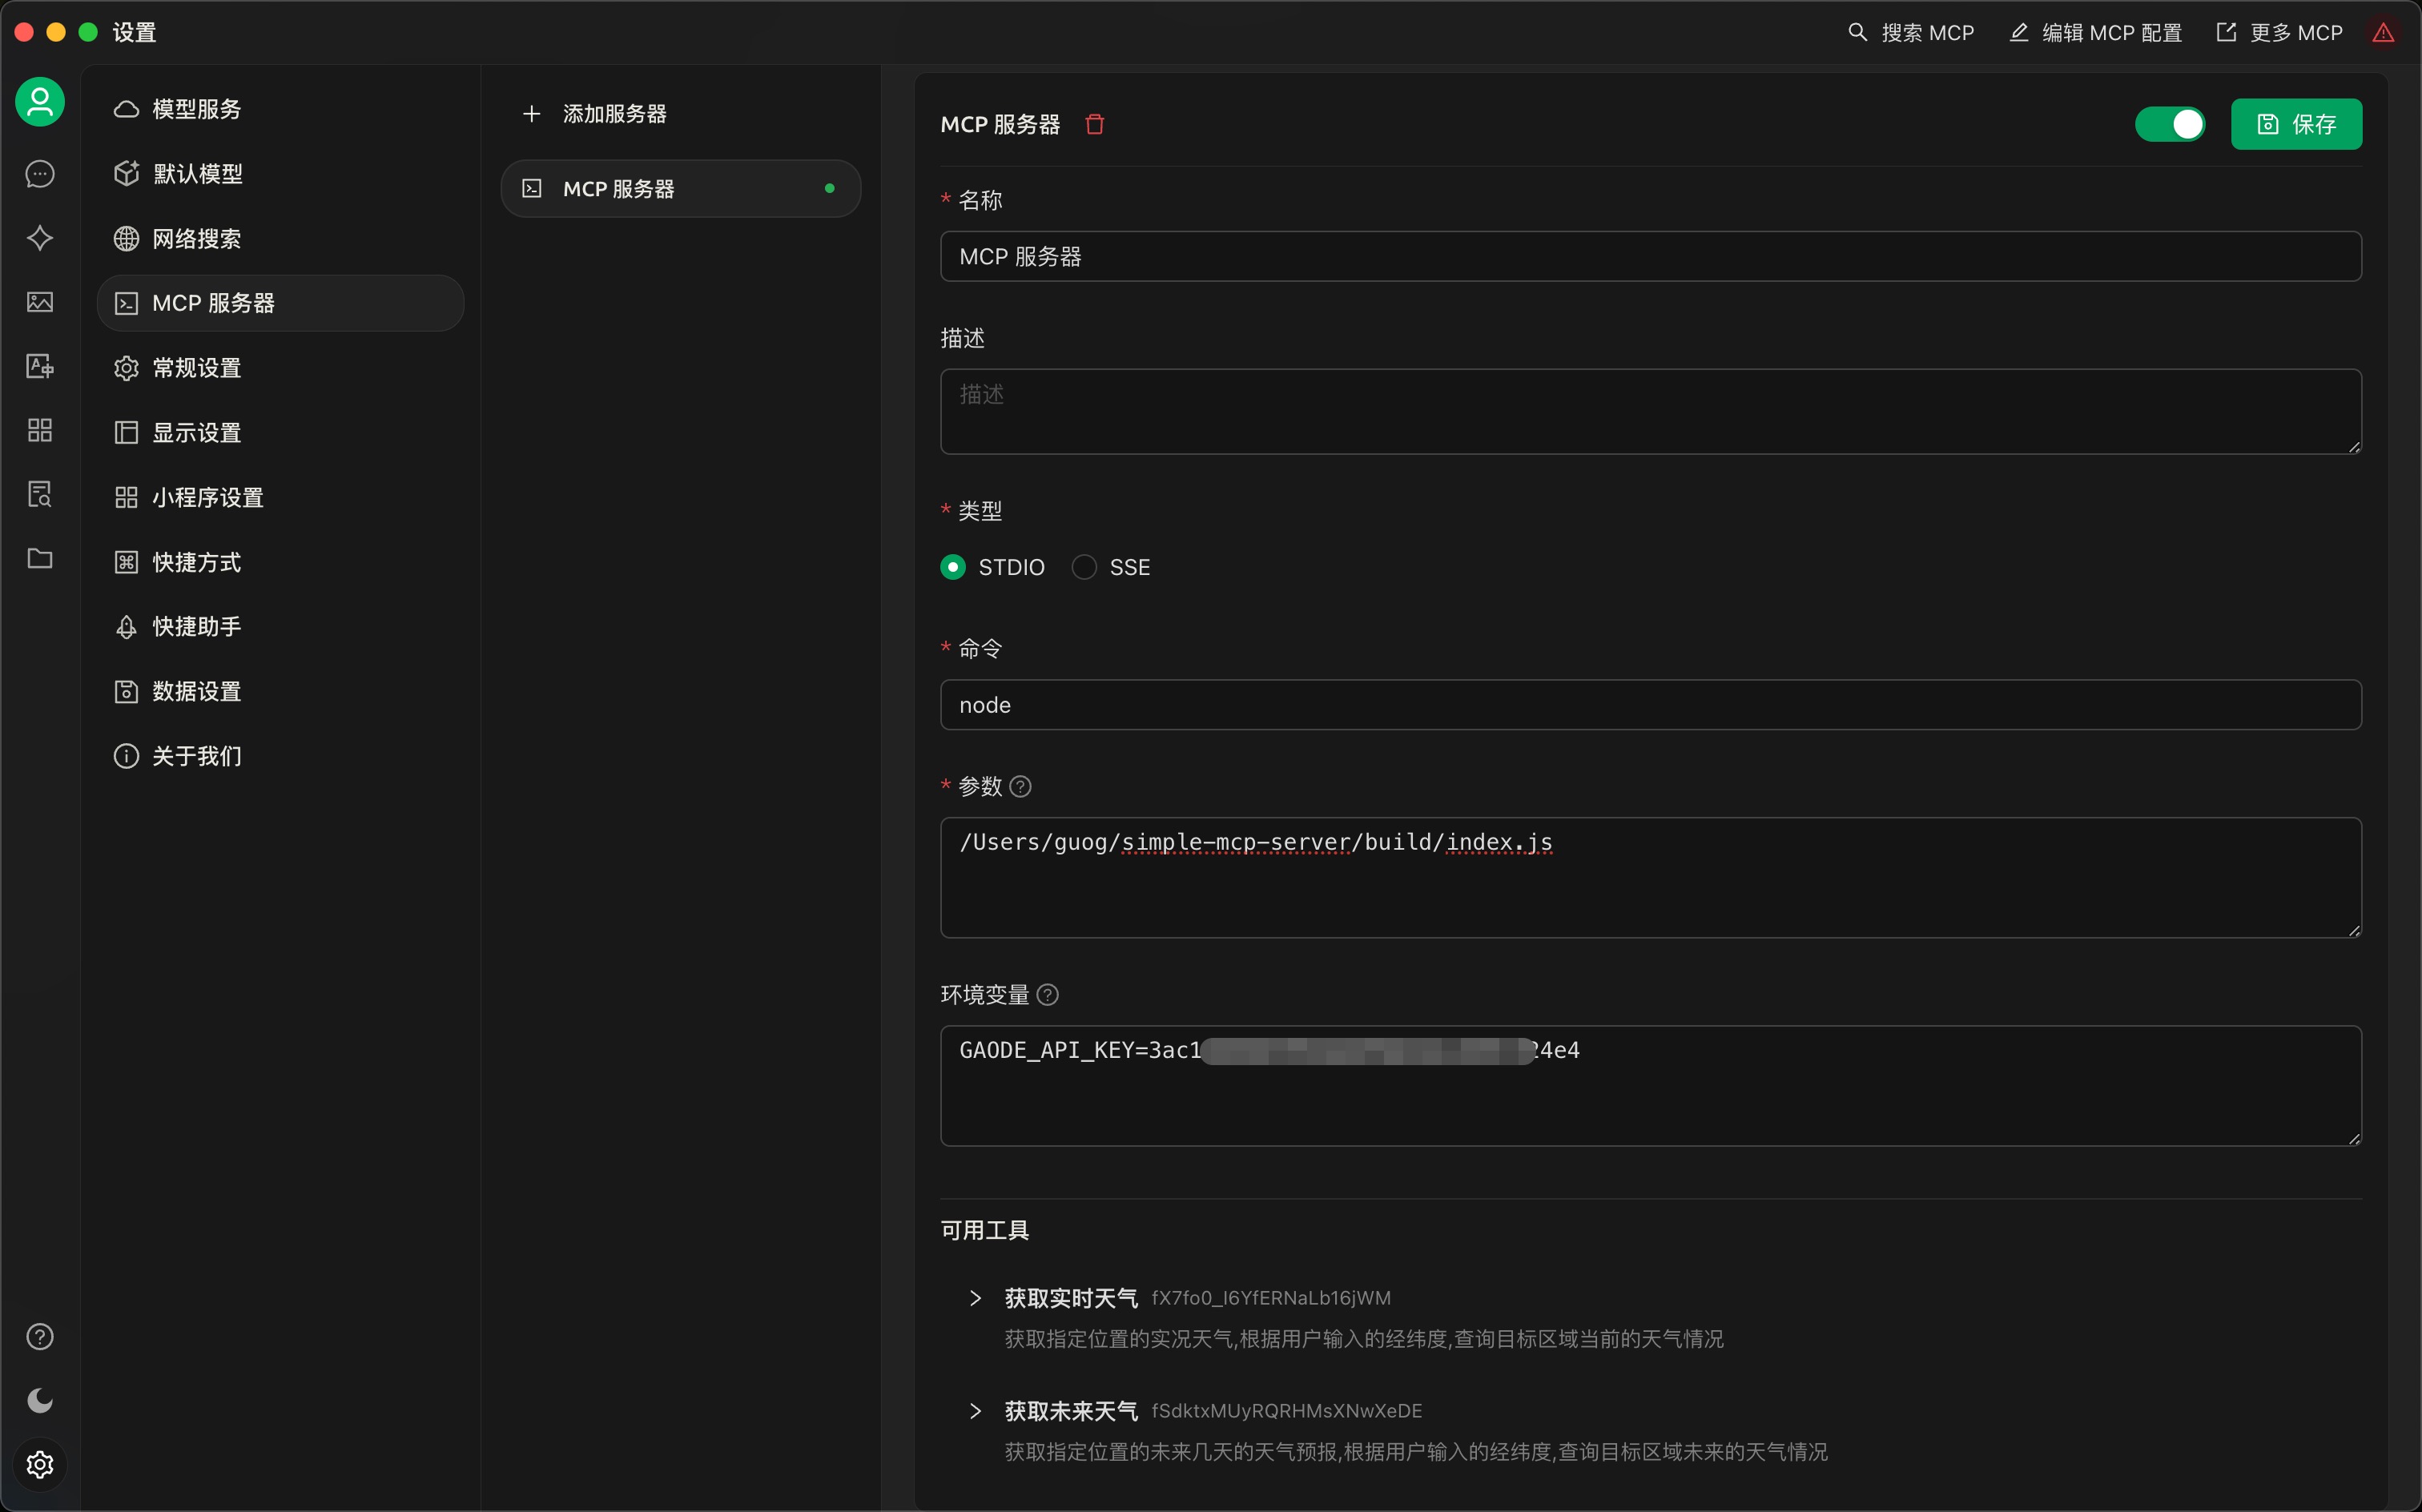 设置
搜索 MCP
编辑 MCP 配置
更多 MCP
模型服务
默认模型
网络搜索
MCP 服务器
常规设置
显示设置
小程序设置
快捷方式
快捷助手
数据设置
关于我们
添加服务器
MCP 服务器
MCP 服务器
保存
* 名称
MCP 服务器
描述
描述
* 类型
STDIO
SSE
* 命令
node
* 参数
/Users/guog/simple-mcp-server/build/index.js
环境变量
GAODE_API_KEY=3ac1 24e4
可用工具
获取实时天气 fX7fo0_I6YfERNaLb16jWM
获取指定位置的实况天气,根据用户输入的经纬度,查询目标区域当前的天气情况
获取未来天气 fSdktxMUyRQRHMsXNwXeDE
获取指定位置的未来几天的天气预报,根据用户输入的经纬度,查询目标区域未来的天气情况